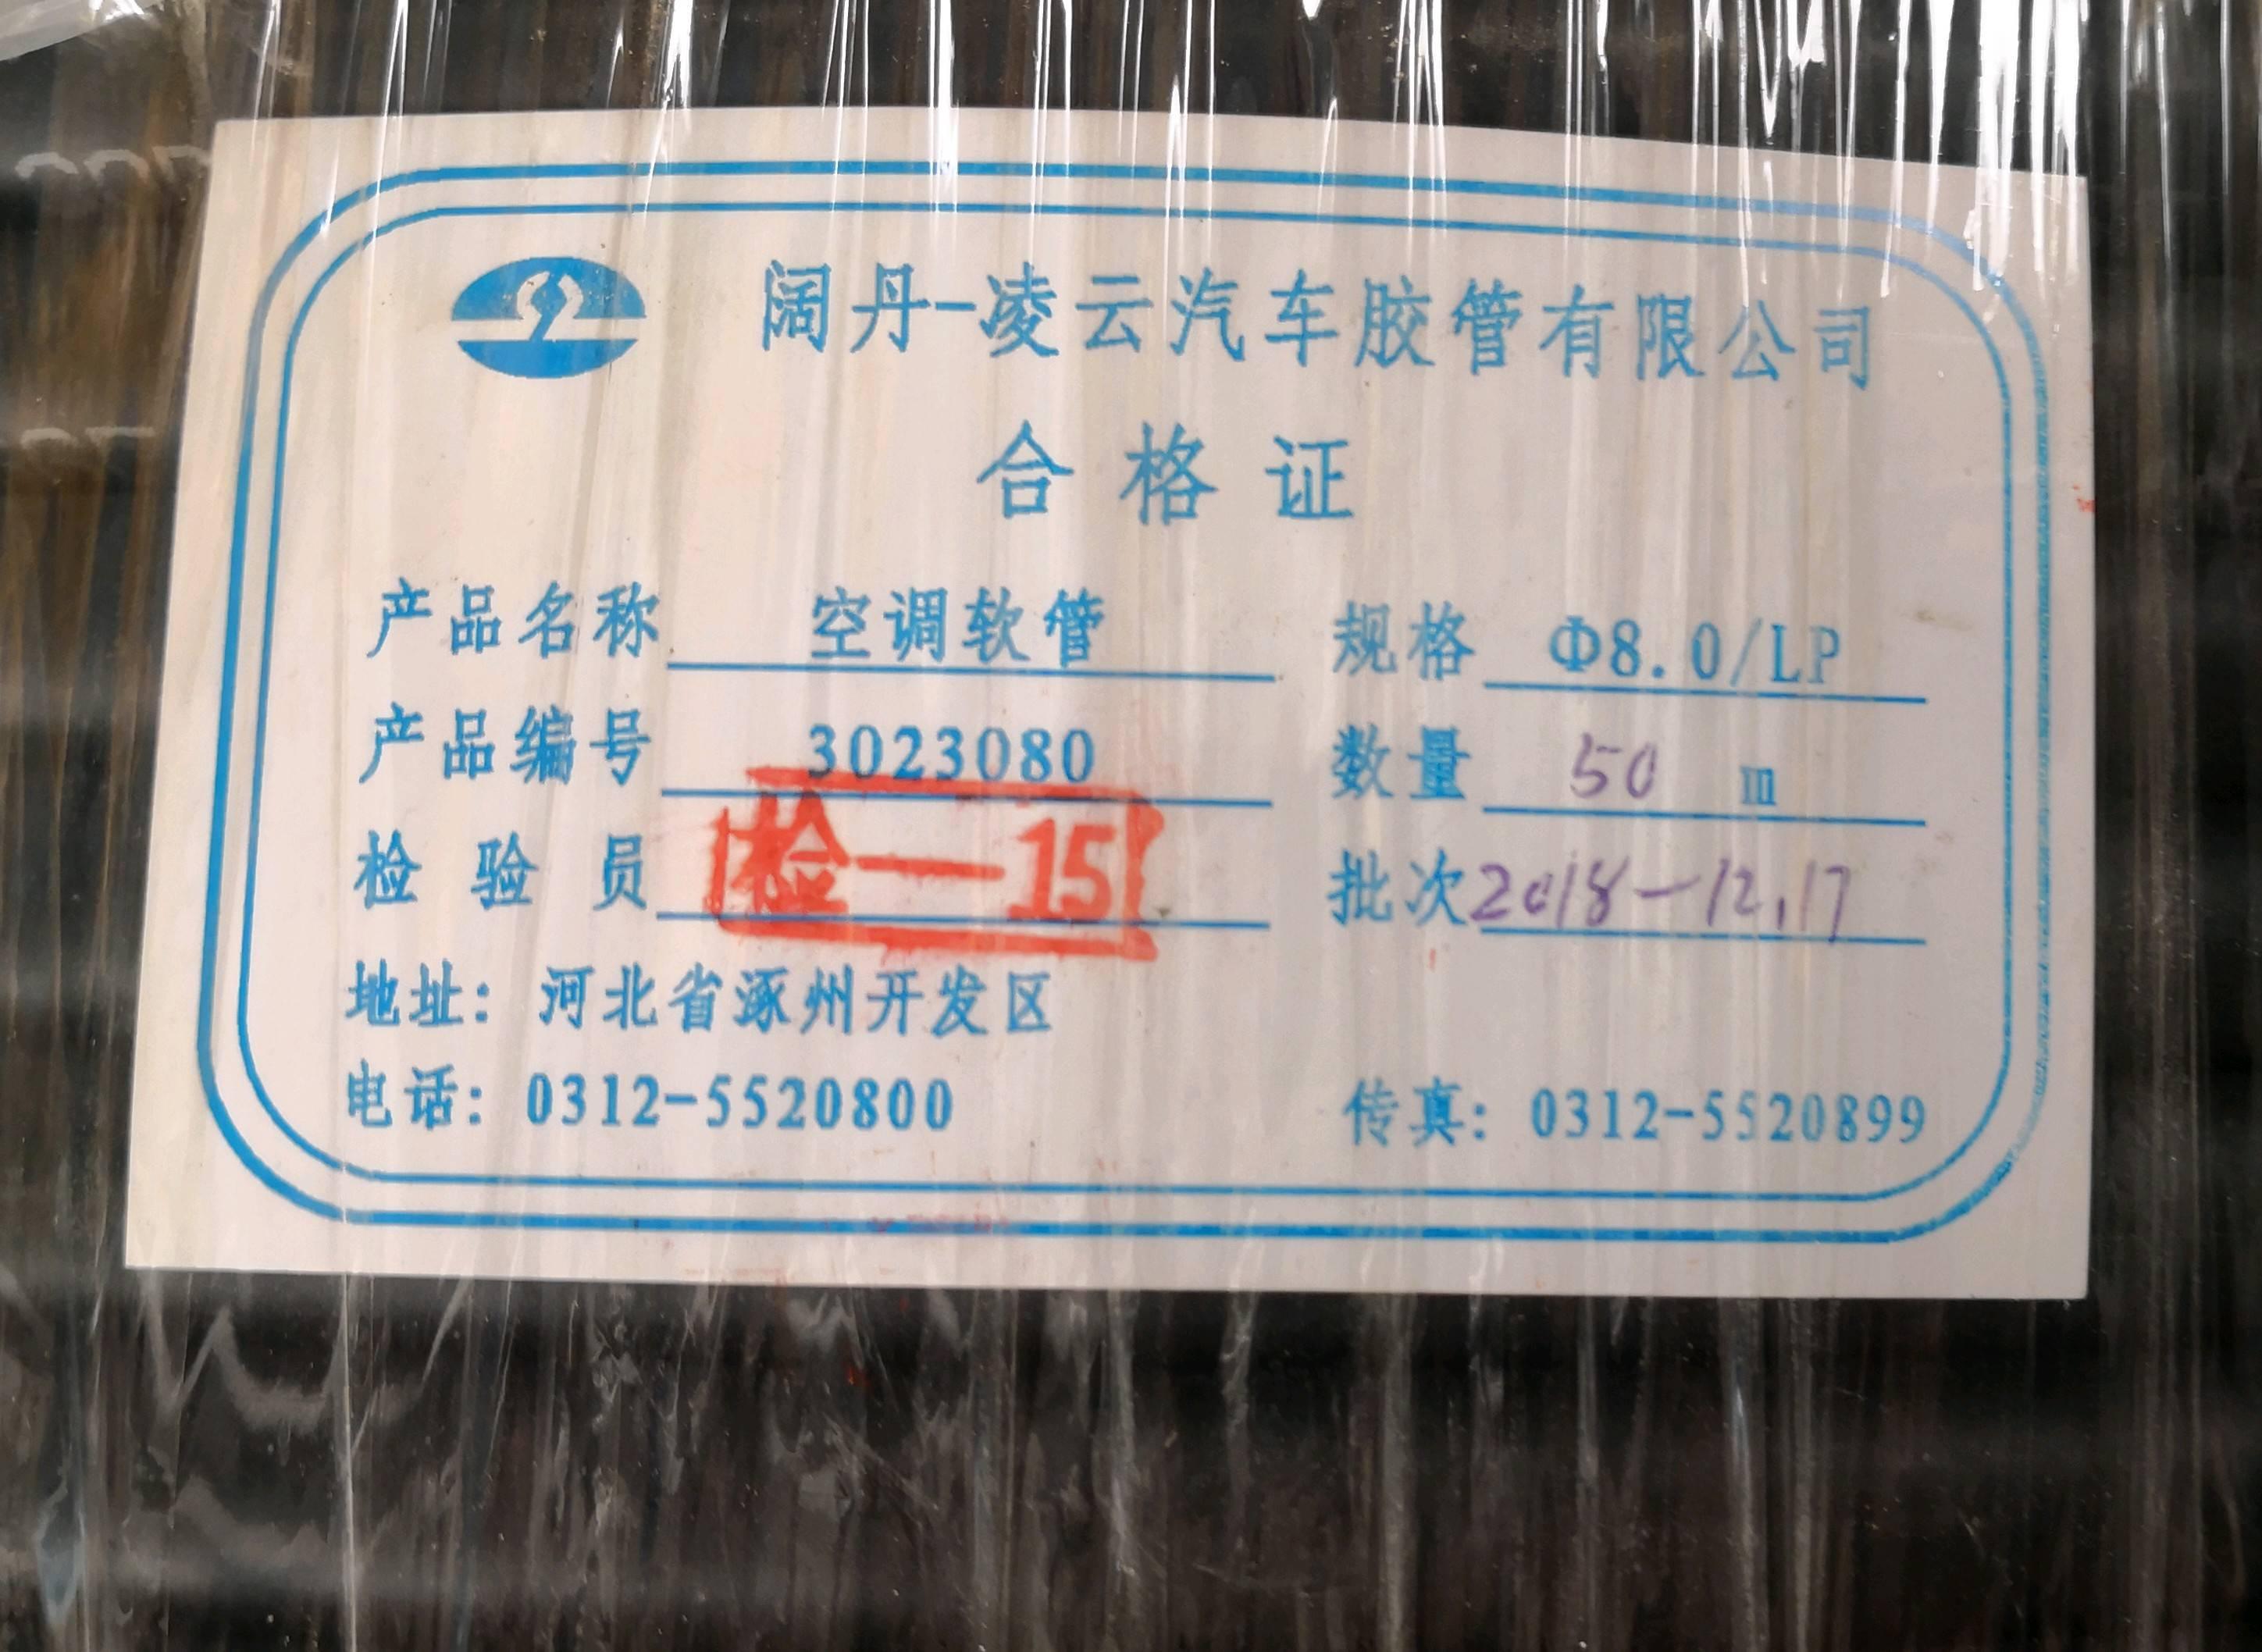 阔丹-凌云汽车胶管有限公司
合格证
产品名称 空调软管 规格 Φ8.0/LP
产品编号 3023080 数量 50 m
检验员 检—15 批次 2018-12.17
地址: 河北省涿州开发区
电话: 0312-5520800 传真: 0312-5520899